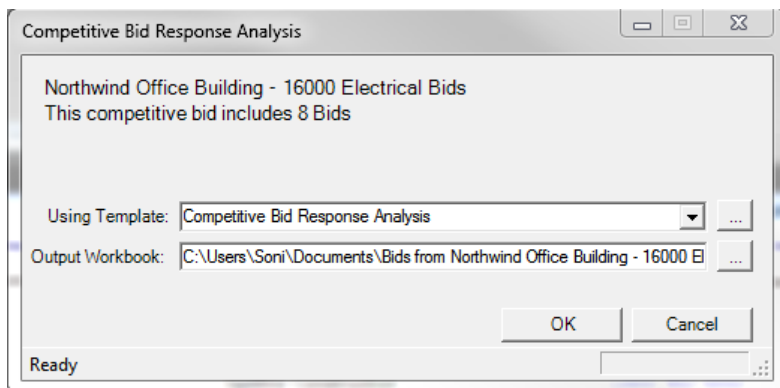 Competitive Bid Response Analysis
Northwind Office Building - 16000 Electrical Bids
This competitive bid includes 8 Bids
Using Template: Competitive Bid Response Analysis ...
Output Workbook: C:\Users\Soni\Documents\Bids from Northwind Office Building - 16000 El ...
OK Cancel
Ready